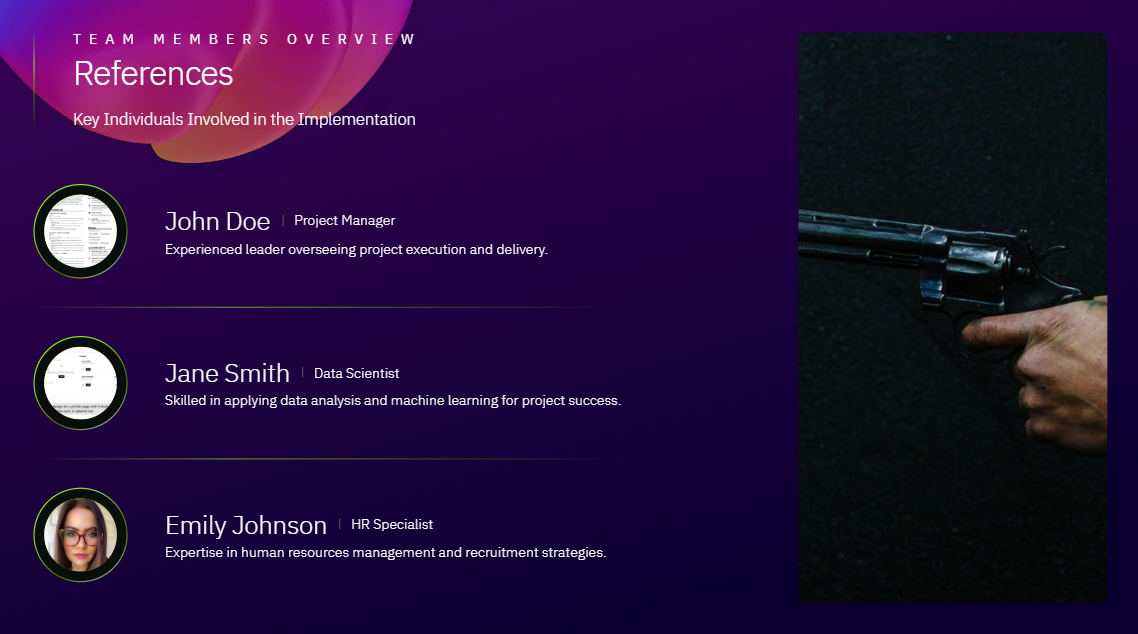 TEAM MEMBERS OVERVIEW
References
Key Individuals Involved in the Implementation
John Doe | Project Manager
Experienced leader overseeing project execution and delivery.
Jane Smith | Data Scientist
Skilled in applying data analysis and machine learning for project success.
Emily Johnson | HR Specialist
Expertise in human resources management and recruitment strategies.